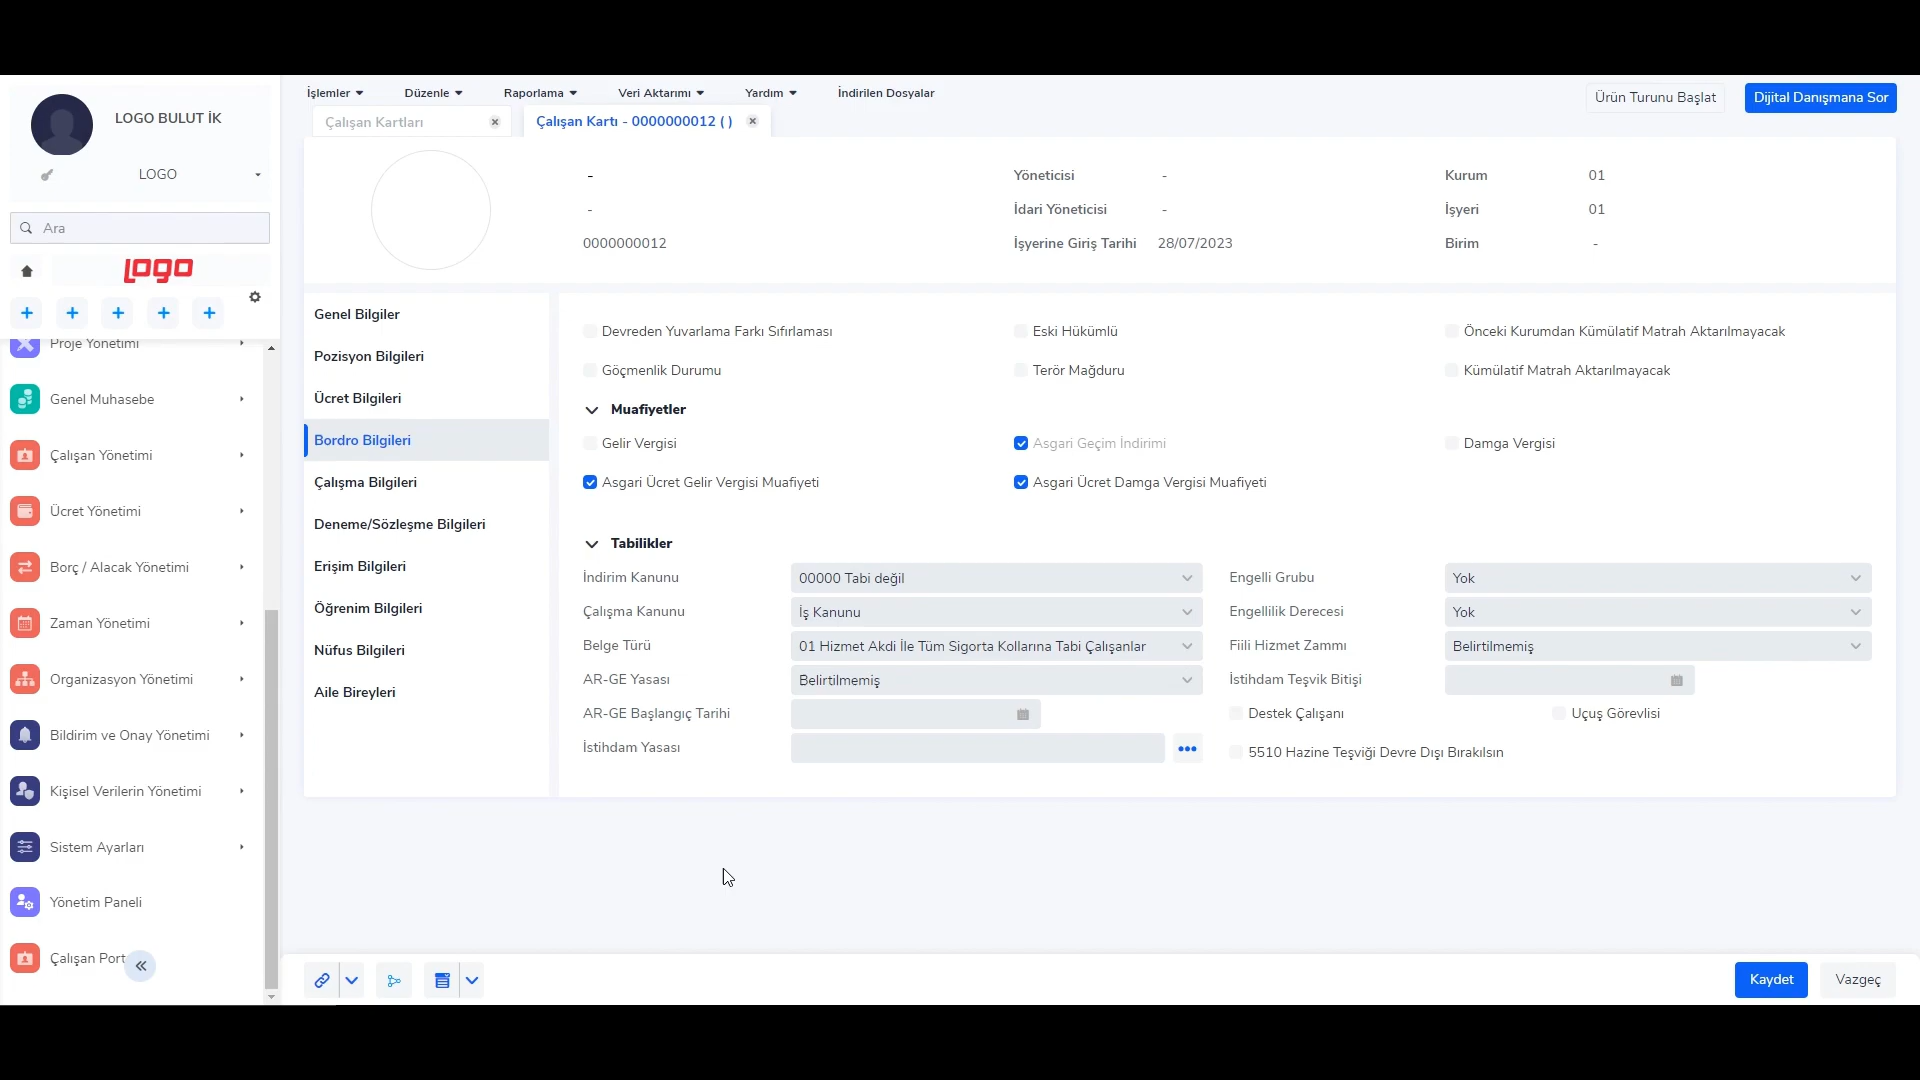 LOGO BULUT İK
LOGO
Ara
logo
Proje Yönetimi
Genel Muhasebe
Çalışan Yönetimi
Ücret Yönetimi
Borç / Alacak Yönetimi
Zaman Yönetimi
Organizasyon Yönetimi
Bildirim ve Onay Yönetimi
Kişisel Verilerin Yönetimi
Sistem Ayarları
Yönetim Paneli
Çalışan Port
İşlemler Düzenle Raporlama Veri Aktarımı Yardım İndirilen Dosyalar
Ürün Turunu Başlat Dijital Danışmana Sor
Çalışan Kartları Çalışan Kartı - 0000000012 ( )
- Yöneticisi - Kurum 01
- İdari Yöneticisi - İşyeri 01
0000000012 İşyerine Giriş Tarihi 28/07/2023 Birim -
Genel Bilgiler
Pozisyon Bilgileri
Ücret Bilgileri
Bordro Bilgileri
Çalışma Bilgileri
Deneme/Sözleşme Bilgileri
Erişim Bilgileri
Öğrenim Bilgileri
Nüfus Bilgileri
Aile Bireyleri
Devreden Yuvarlama Farkı Sıfırlaması Eski Hükümlü Önceki Kurumdan Kümülatif Matrah Aktarılmayacak
Göçmenlik Durumu Terör Mağduru Kümülatif Matrah Aktarılmayacak
Muafiyetler
Gelir Vergisi Asgari Geçim İndirimi Damga Vergisi
Asgari Ücret Gelir Vergisi Muafiyeti Asgari Ücret Damga Vergisi Muafiyeti
Tabilikler
İndirim Kanunu 00000 Tabi değil Engelli Grubu Yok
Çalışma Kanunu İş Kanunu Engellilik Derecesi Yok
Belge Türü 01 Hizmet Akdi İle Tüm Sigorta Kollarına Tabi Çalışanlar Fiili Hizmet Zammı Belirtilmemiş
AR-GE Yasası Belirtilmemiş İstihdam Teşvik Bitişi
AR-GE Başlangıç Tarihi Destek Çalışanı Uçuş Görevlisi
İstihdam Yasası 5510 Hazine Teşviği Devre Dışı Bırakılsın
Kaydet Vazgeç